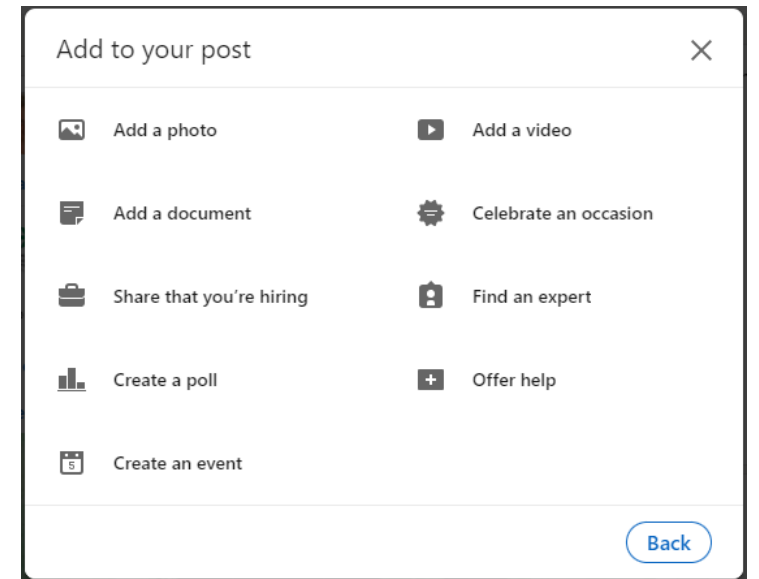 Add to your post
Add a photo
Add a video
Add a document
Celebrate an occasion
Share that you’re hiring
Find an expert
Create a poll
Offer help
5
Create an event
Back